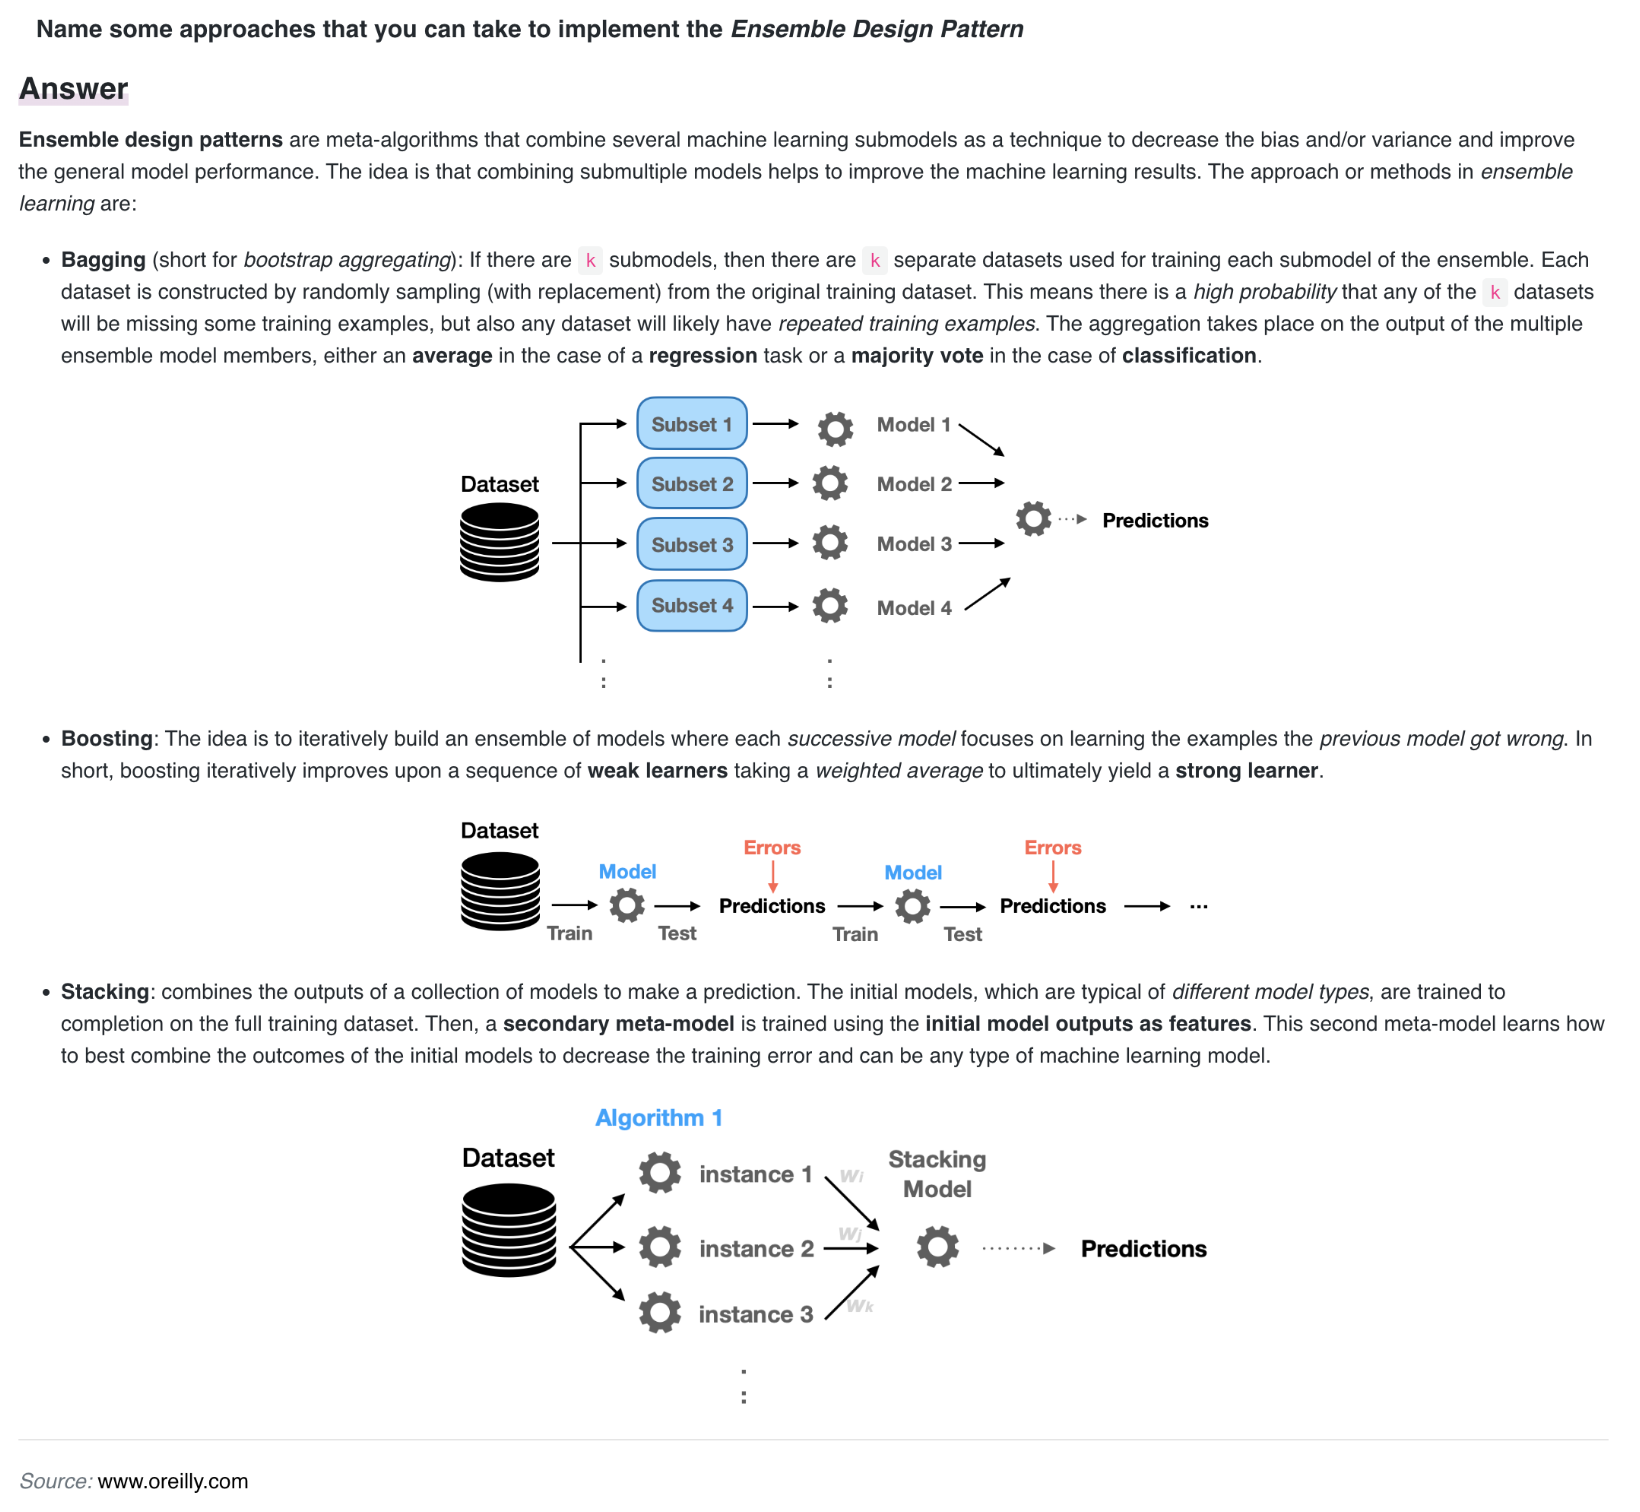 Name some approaches that you can take to implement the Ensemble Design Pattern
Answer
Ensemble design patterns are meta-algorithms that combine several machine learning submodels as a technique to decrease the bias and/or variance and improve
the general model performance. The idea is that combining submultiple models helps to improve the machine learning results. The approach or methods in ensemble
learning are:
• Bagging (short for bootstrap aggregating): If there are k submodels, then there are k separate datasets used for training each submodel of the ensemble. Each
dataset is constructed by randomly sampling (with replacement) from the original training dataset. This means there is a high probability that any of the k datasets
will be missing some training examples, but also any dataset will likely have repeated training examples. The aggregation takes place on the output of the multiple
ensemble model members, either an average in the case of a regression task or a majority vote in the case of classification.
Subset 1 Model 1
Dataset Subset 2 Model 2
Predictions
Subset 3 Model 3
Subset 4 Model 4
• Boosting: The idea is to iteratively build an ensemble of models where each successive model focuses on learning the examples the previous model got wrong. In
short, boosting iteratively improves upon a sequence of weak learners taking a weighted average to ultimately yield a strong learner.
Dataset
Errors Errors
Model Model
Predictions Predictions ...
Train Test Train Test
• Stacking: combines the outputs of a collection of models to make a prediction. The initial models, which are typical of different model types, are trained to
completion on the full training dataset. Then, a secondary meta-model is trained using the initial model outputs as features. This second meta-model learns how
to best combine the outcomes of the initial models to decrease the training error and can be any type of machine learning model.
Algorithm 1
Dataset Stacking
instance 1 wi Model
wj
instance 2 Predictions
wk
instance 3
Source: www.oreilly.com